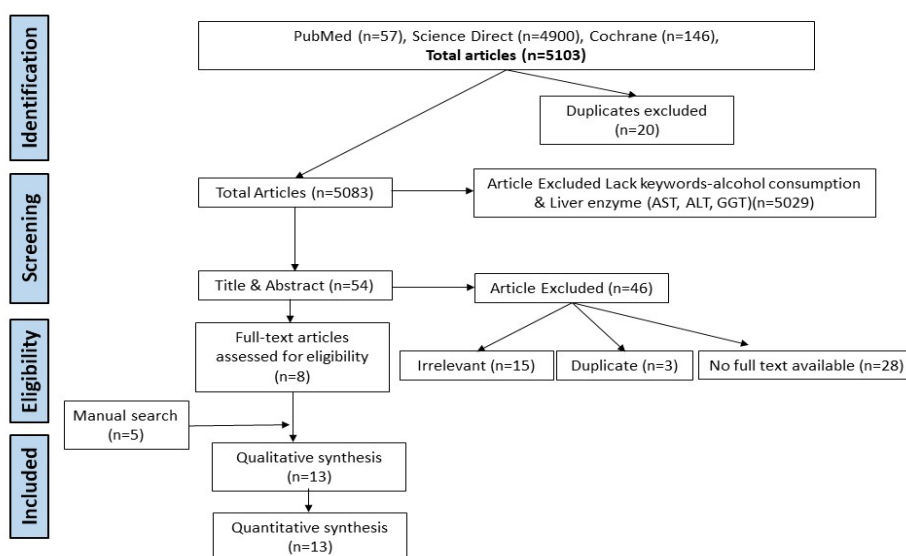 Identification
PubMed (n=57), Science Direct (n=4900), Cochrane (n=146),
Total articles (n=5103)
Duplicates excluded
(n=20)
Screening
Total Articles (n=5083)
Article Excluded Lack keywords-alcohol consumption
& Liver enzyme (AST, ALT, GGT)(n=5029)
Title & Abstract (n=54)
Article Excluded (n=46)
Eligibility
Full-text articles
assessed for eligibility
(n=8)
Irrelevant (n=15)
Duplicate (n=3)
No full text available (n=28)
Manual search
(n=5)
Included
Qualitative synthesis
(n=13)
Quantitative synthesis
(n=13)